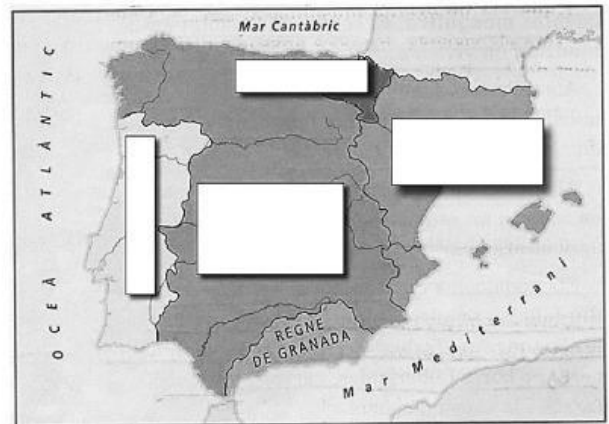 Mar Cantàbric
OCEÀ ATLÀNTIC
REGNE
DE GRANADA
Mar Mediterrani